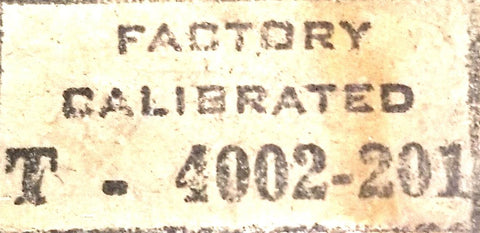 FACTORY
CALIBRATED
T - 4002-201